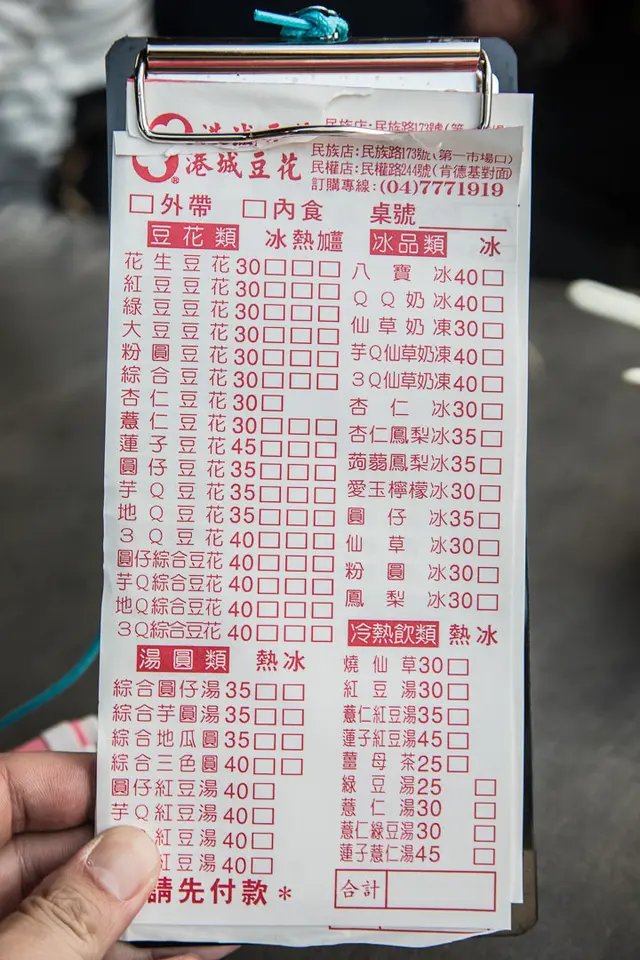 民族店:民族路173號(第
港城豆花
民族店:民族路173號(第一市場口)
民權店:民權路244號(肯德基對面)
訂購專線:(04)7771919
港城豆花
®
□外帶 □內食 桌號
豆花類 冰熱加薑
花生豆花30□□□
紅豆豆花30□□□
綠豆豆花30□□□
大豆豆花30□□□
粉圓豆花30□□□
綜合豆花30□□□
杏仁豆花30□
薏仁豆花30□□□
蓮子豆花45□□□
圓仔豆花35□□□
芋Q豆花35□□□
地Q豆花35□□□
3Q豆花40□□□
圓仔綜合豆花40□□□
芋Q綜合豆花40□□□
地Q綜合豆花40□□□
3Q綜合豆花40□□□
湯圓類 熱冰
綜合圓仔湯35□□
綜合芋圓湯35□□
綜合地瓜圓35□□
綜合三色圓40□□
圓仔紅豆湯40□
芋Q紅豆湯40□
紅豆湯40□
紅豆湯40□
請先付款*
冰品類 冰
八寶冰40□
QQ奶冰40□
仙草奶凍30□
芋Q仙草奶凍40□
3Q仙草奶凍40□
杏仁冰30□
杏仁鳳梨冰35□
蒟蒻鳳梨冰35□
愛玉檸檬冰30□
圓仔冰35□
仙草冰30□
粉圓冰30□
鳳梨冰30□
冷熱飲類 熱冰
燒仙草30□
紅豆湯30□
薏仁紅豆湯35□
蓮子紅豆湯45□
薑母茶25□
綠豆湯25□
薏仁湯30□
薏仁綠豆湯30□
蓮子薏仁湯45□
合計